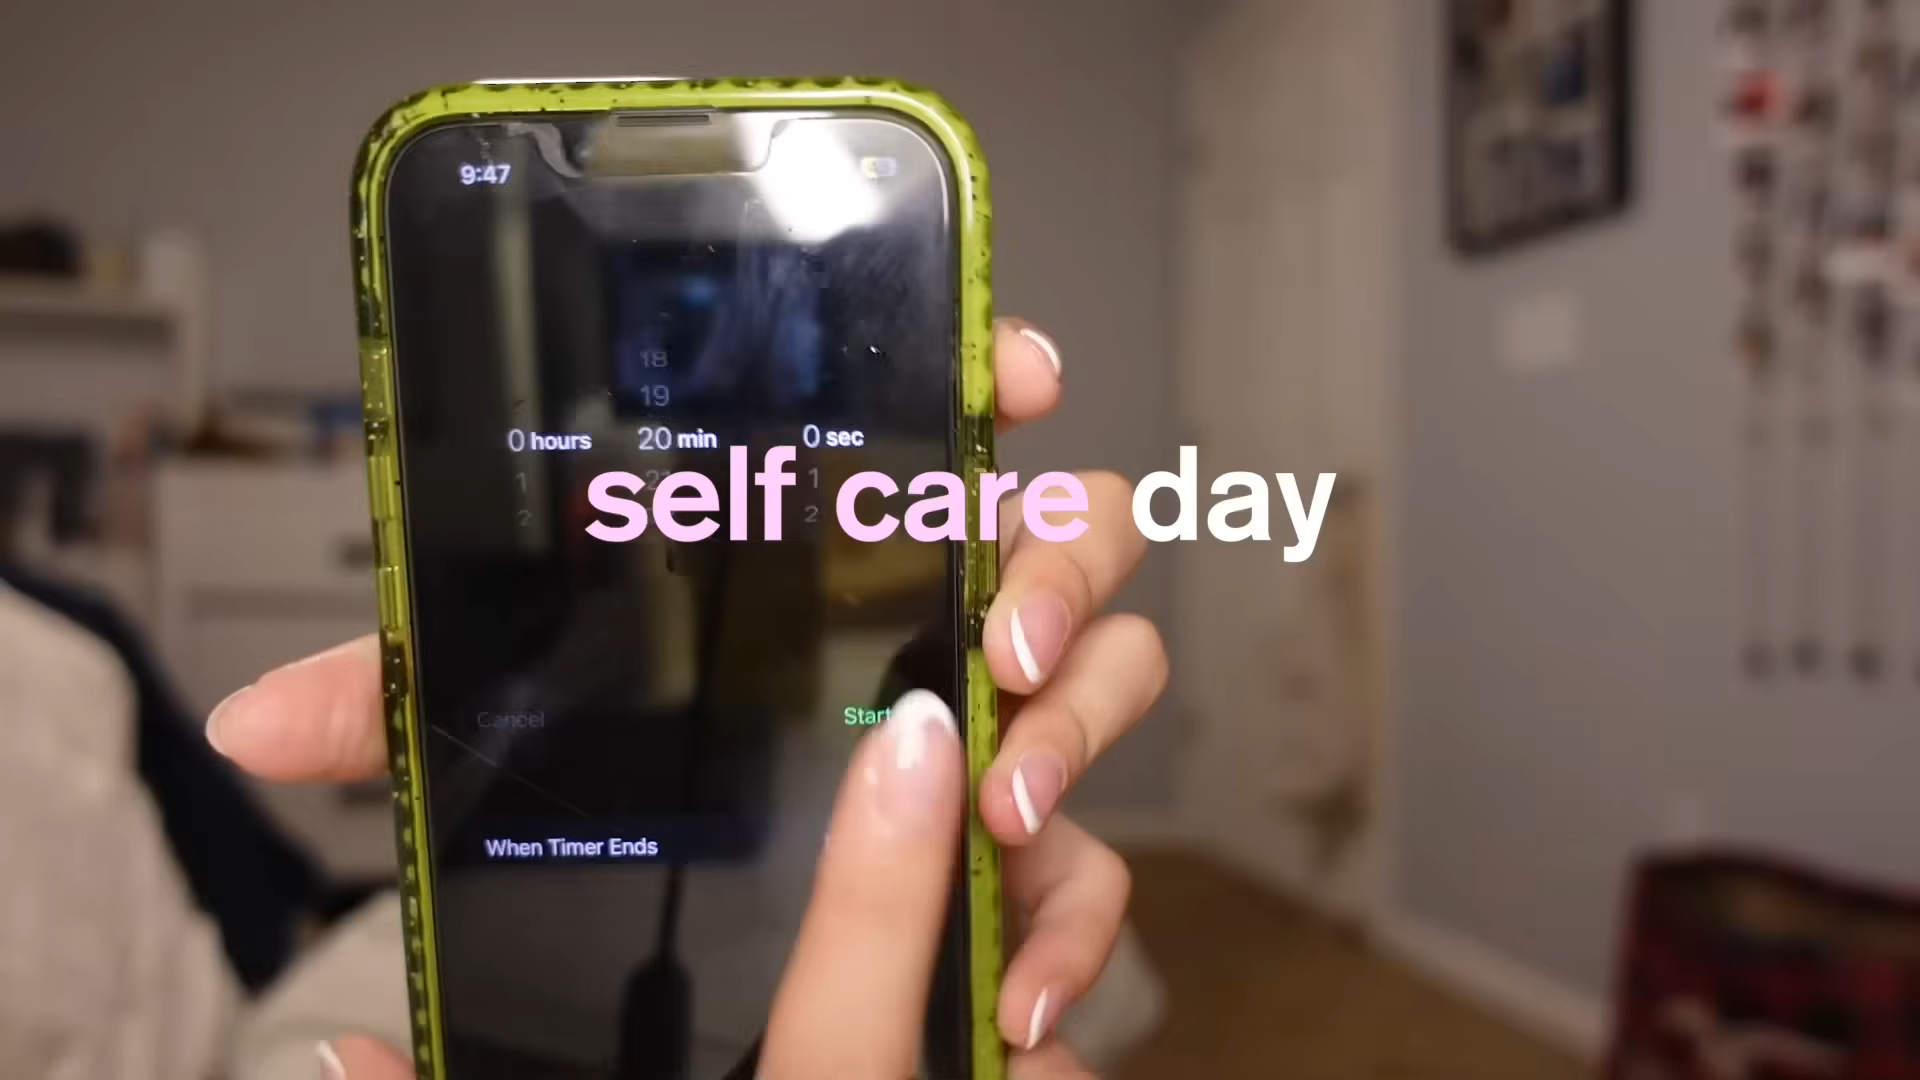 9:47
18
19
0 hours 20 min 0 sec
1 21 1
2 2
self care day
Cancel Start
When Timer Ends